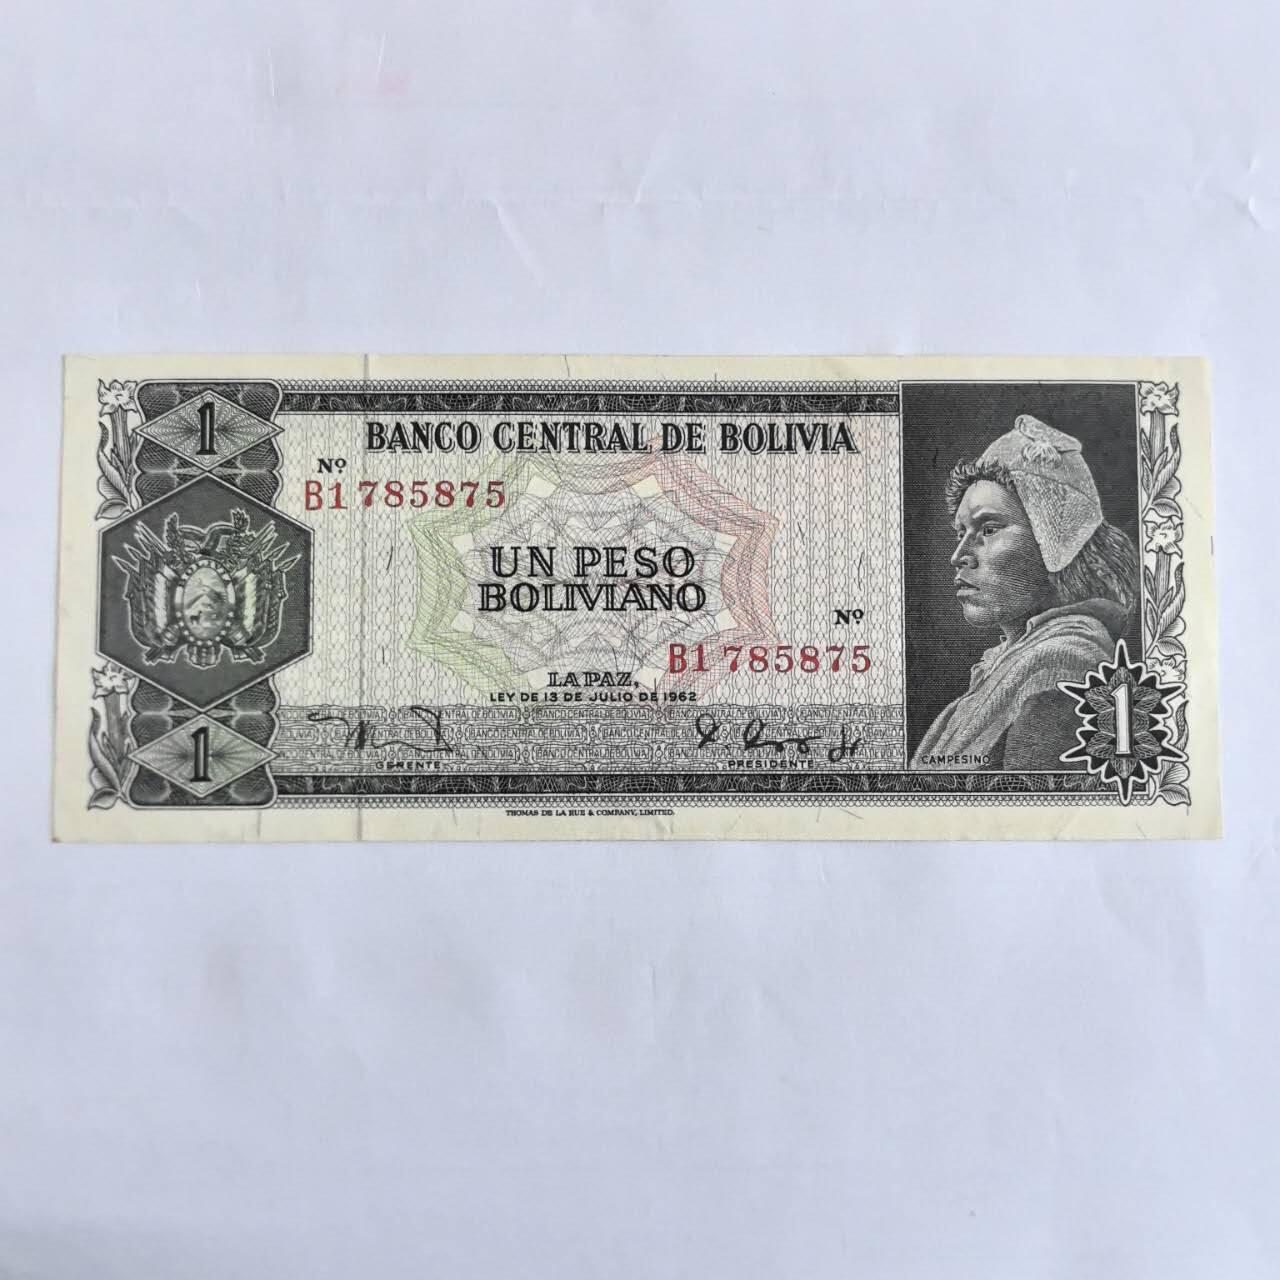 1
BANCO CENTRAL DE BOLIVIA
Nº
B1 785875
UN PESO
BOLIVIANO
Nº
B1 785875
LA PAZ,
LEY DE 13 DE JULIO DE 1962
GERENTE
PRESIDENTE
CAMPESINO
1
1
THOMAS DE LA RUE & COMPANY, LIMITED.